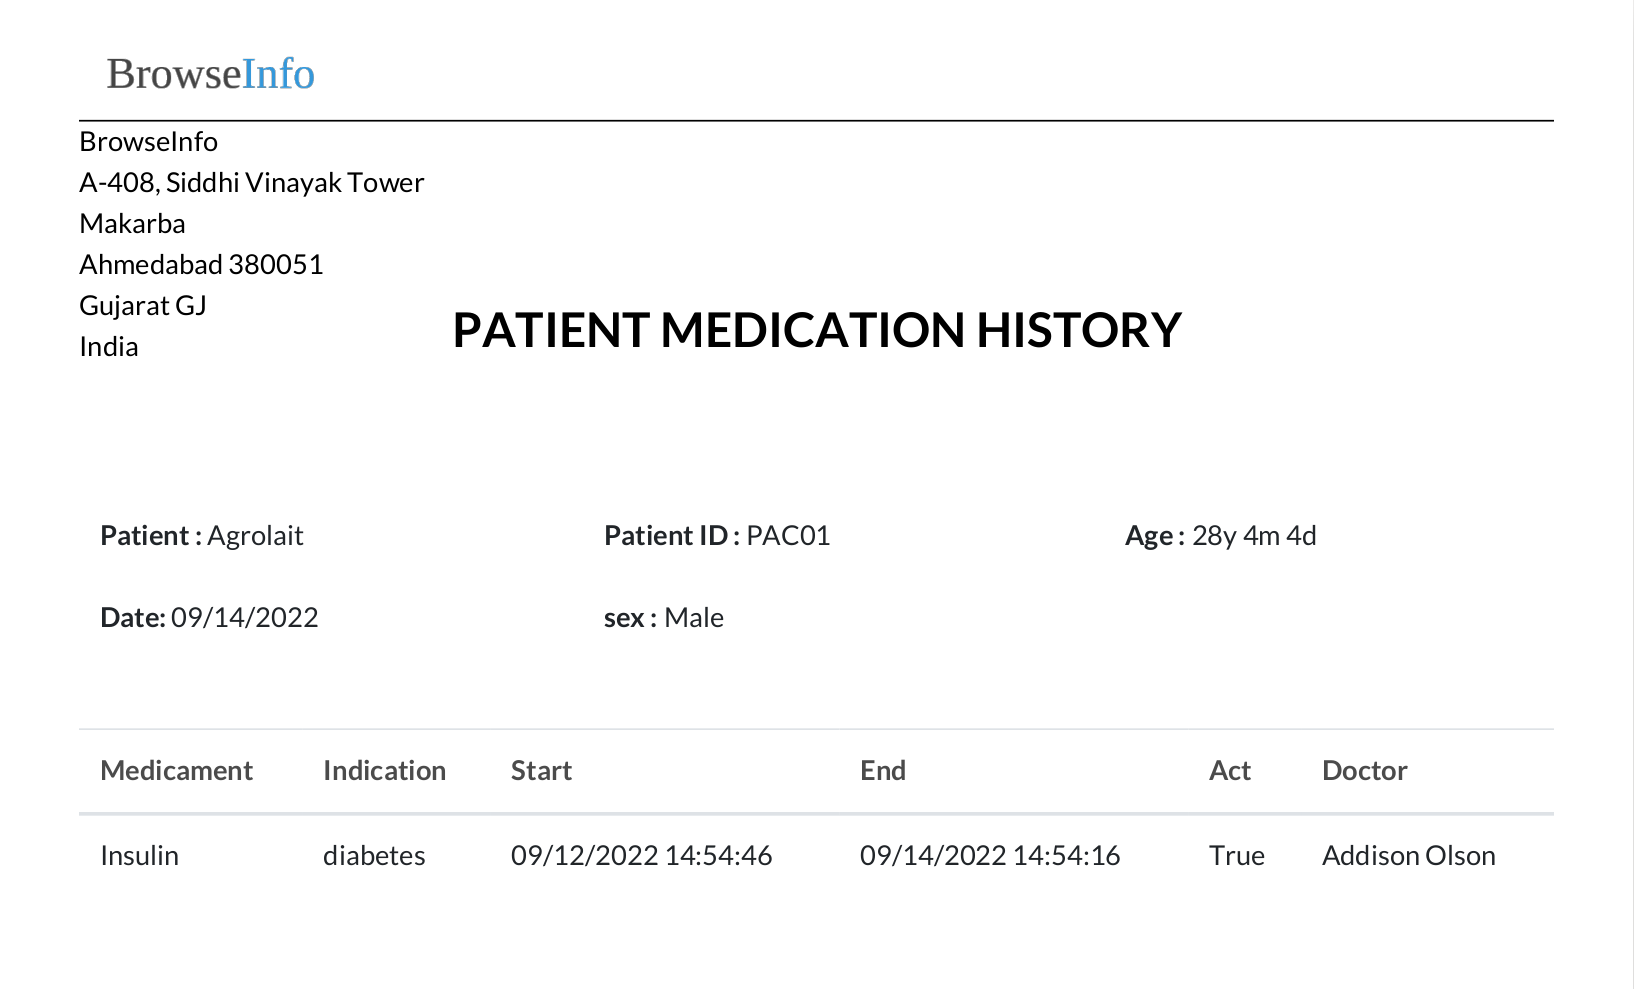 BrowseInfo
BrowseInfo
A-408, Siddhi Vinayak Tower
Makarba
Ahmedabad 380051
Gujarat GJ
India
PATIENT MEDICATION HISTORY
Patient : Agrolait Patient ID : PAC01 Age : 28y 4m 4d
Date: 09/14/2022 sex : Male
Medicament Indication Start End Act Doctor
Insulin diabetes 09/12/2022 14:54:46 09/14/2022 14:54:16 True Addison Olson